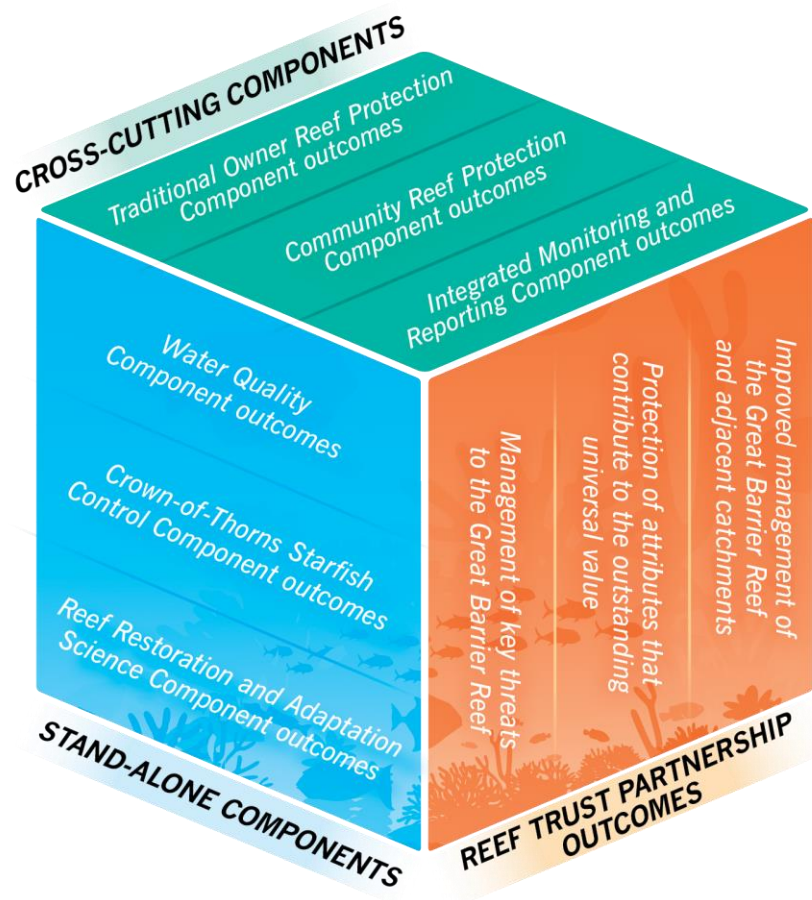 CROSS-CUTTING COMPONENTS
Traditional Owner Reef Protection
Component outcomes
Community Reef Protection
Component outcomes
Integrated Monitoring and
Reporting Component outcomes
Water Quality
Component outcomes
Crown-of-Thorns Starfish
Control Component outcomes
Reef Restoration and Adaptation
Science Component outcomes
STAND-ALONE COMPONENTS
Improved management of
the Great Barrier Reef
and adjacent catchments
Protection of attributes that
contribute to the outstanding
universal value
Management of key threats
to the Great Barrier Reef
REEF TRUST PARTNERSHIP
OUTCOMES